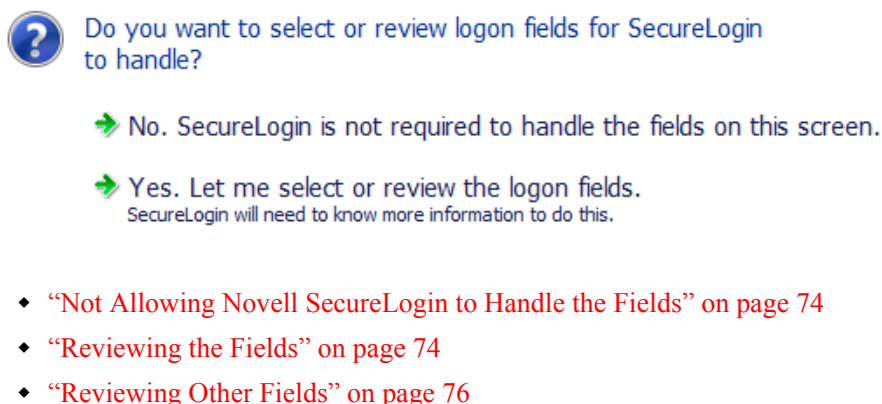 Do you want to select or review logon fields for SecureLogin
to handle?
No. SecureLogin is not required to handle the fields on this screen.
Yes. Let me select or review the logon fields.
SecureLogin will need to know more information to do this.
“Not Allowing Novell SecureLogin to Handle the Fields” on page 74
“Reviewing the Fields” on page 74
“Reviewing Other Fields” on page 76